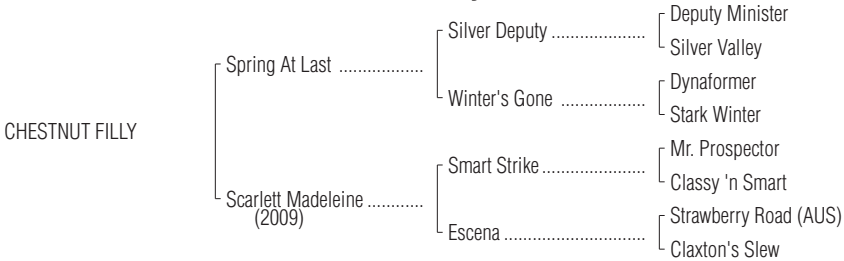 Deputy Minister
Silver Deputy ....................
Silver Valley
Spring At Last ..................
Dynaformer
Winter's Gone ..................
Stark Winter
CHESTNUT FILLY
Mr. Prospector
Smart Strike......................
Classy 'n Smart
Scarlett Madeleine ............
(2009)
Strawberry Road (AUS)
Escena ..............................
Claxton's Slew